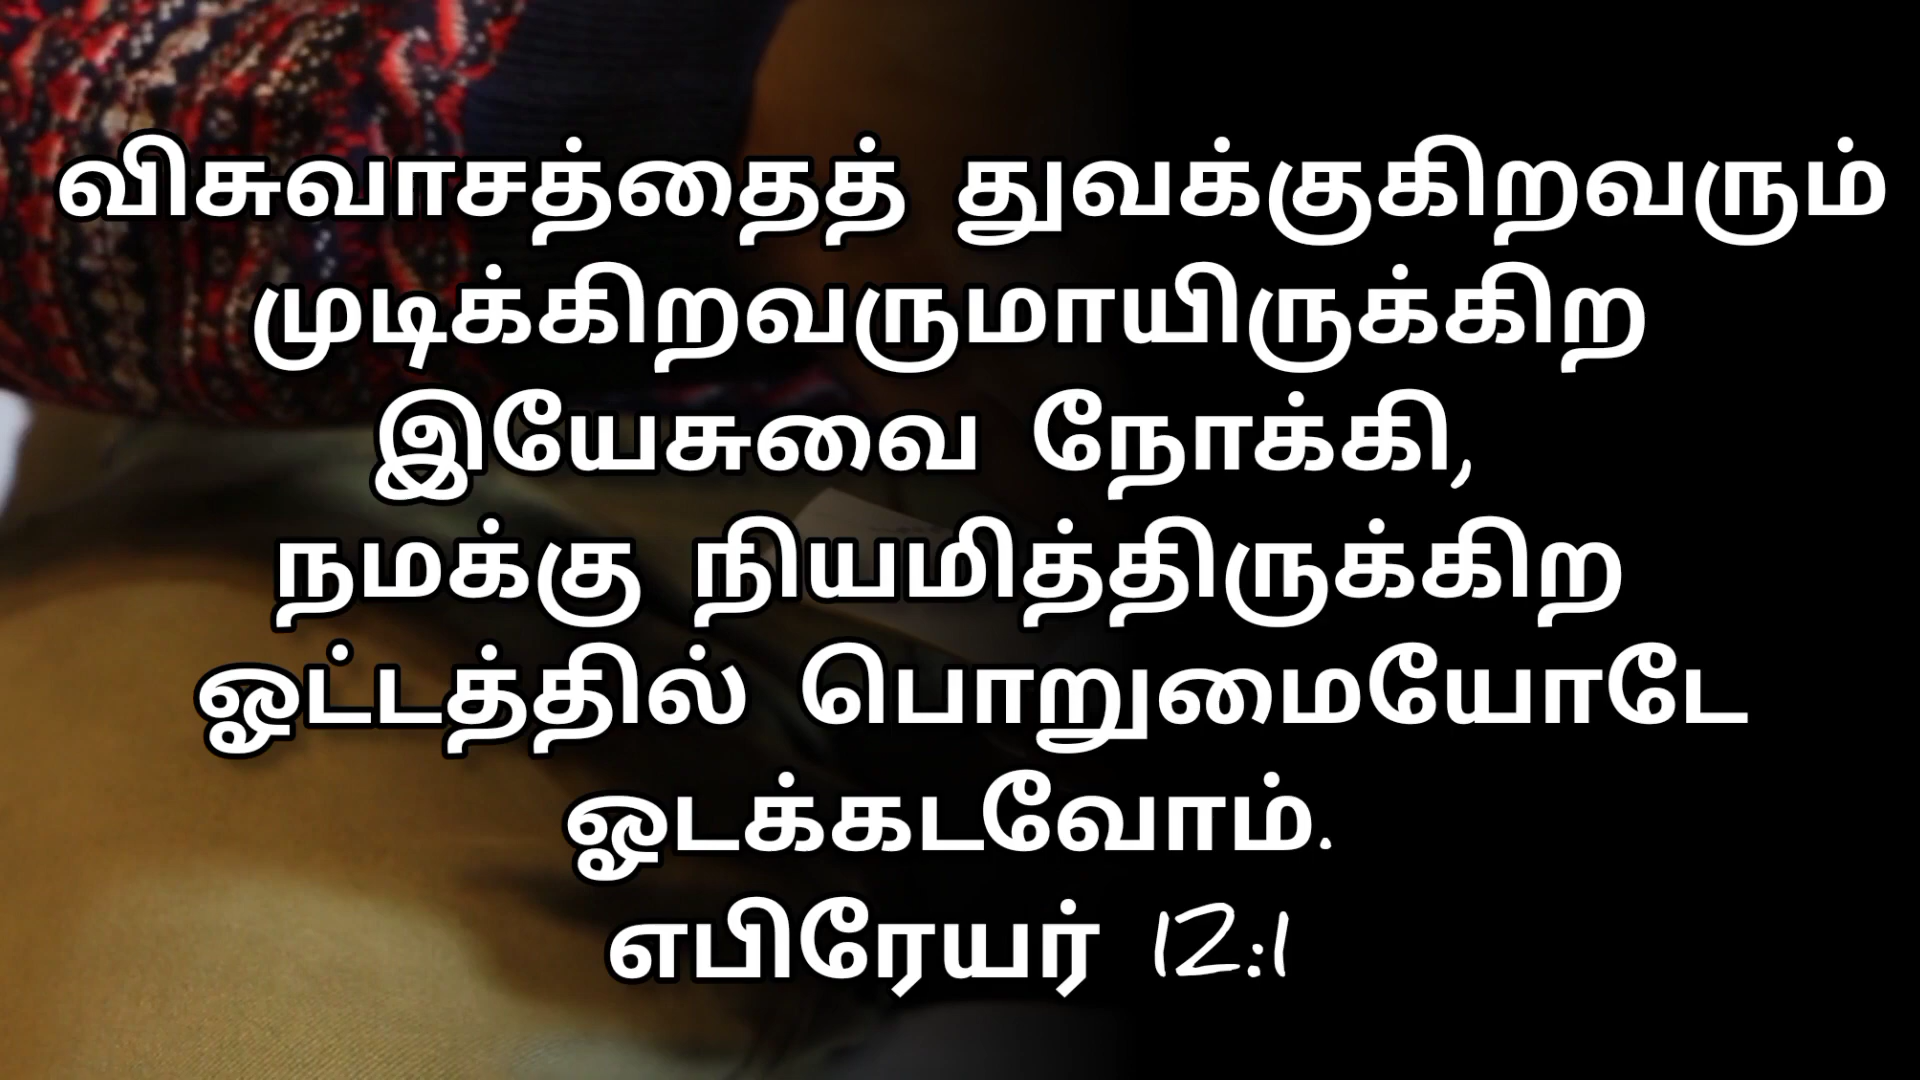 விசுவாசத்தைத் துவக்குகிறவரும்
முடிக்கிறவருமாயிருக்கிற
இயேசுவை நோக்கி,
நமக்கு நியமித்திருக்கிற
ஓட்டத்தில் பொறுமையோடே
ஓடக்கடவோம்.
எபிரேயர் 12:1